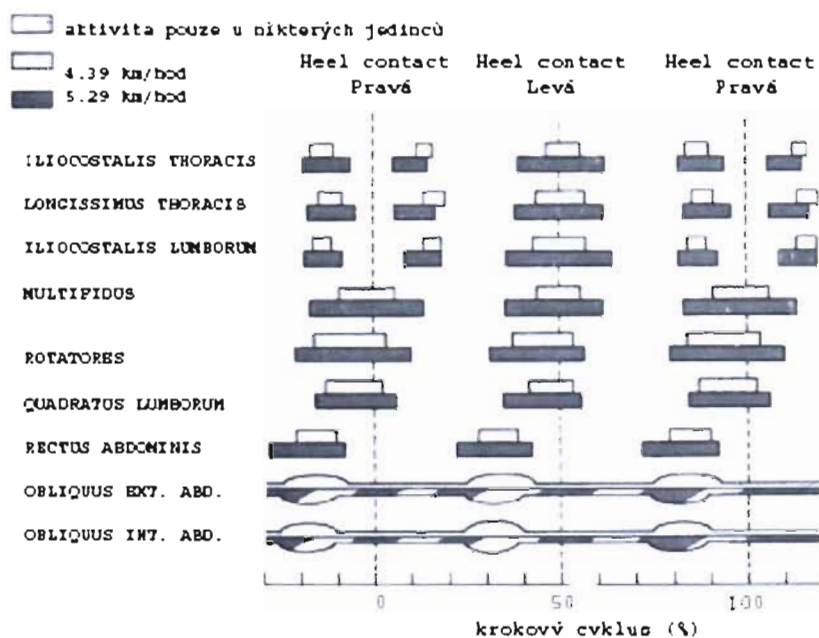 aktivita pouze u nikterých jedinců
4.39 km/hod
5.29 km/hod
Heel contact Pravá
Heel contact Levá
Heel contact Pravá
ILIOCOSTALIS THORACIS
LONGISSIMUS THORACIS
ILIOCOSTALIS LUMBORUM
MULTIFIDUS
ROTATORES
QUADRATUS LUMBORUM
RECTUS ABDOMINIS
OBLIQUUS EXT. ABD.
OBLIQUUS INT. ABD.
0 50 100
krokový cyklus (%)